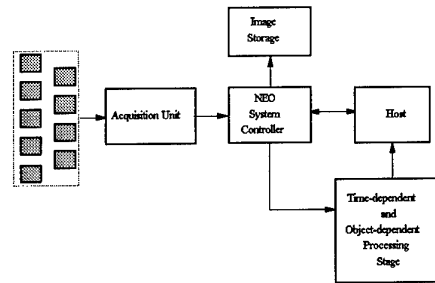 Image
Storage
Acquisition Unit
NEO
System
Controller
Host
Time-dependent
and
Object-dependent
Processing
Stage